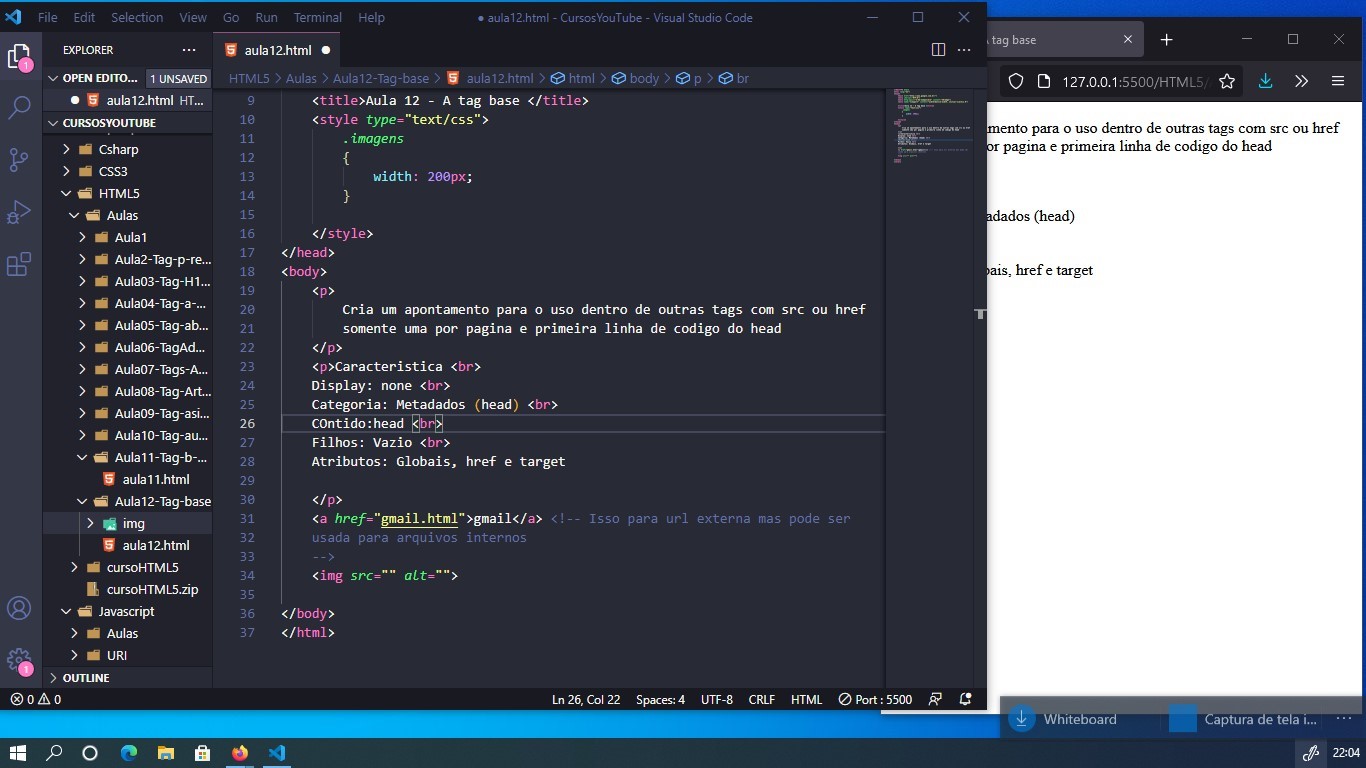 File Edit Selection View Go Run Terminal Help
● aula12.html - CursosYouTube - Visual Studio Code
EXPLORER
OPEN EDITO... 1 UNSAVED
● aula12.html HT...
CURSOSYOUTUBE
Csharp
CSS3
HTML5
Aulas
Aula1
Aula2-Tag-p-re...
Aula03-Tag-H1...
Aula04-Tag-a-...
Aula05-Tag-ab...
Aula06-TagAd...
Aula07-Tags-A...
Aula08-Tag-Art...
Aula09-Tag-asi...
Aula10-Tag-au...
Aula11-Tag-b-...
aula11.html
Aula12-Tag-base
img
aula12.html
cursoHTML5
cursoHTML5.zip
Javascript
Aulas
URI
OUTLINE
1
1
aula12.html ●
HTML5 > Aulas > Aula12-Tag-base > aula12.html > html > body > p > br
9 <title>Aula 12 - A tag base </title>
10 <style type="text/css">
11 .imagens
12 {
13 width: 200px;
14 }
15
16 </style>
17 </head>
18 <body>
19 <p>
20 Cria um apontamento para o uso dentro de outras tags com src ou href
21 somente uma por pagina e primeira linha de codigo do head
22 </p>
23 <p>Caracteristica <br>
24 Display: none <br>
25 Categoria: Metadados (head) <br>
26 COntido:head <br>
27 Filhos: Vazio <br>
28 Atributos: Globais, href e target
29
30 </p>
31 <a href="gmail.html">gmail</a> <!-- Isso para url externa mas pode ser
32 usada para arquivos internos
33 -->
34 <img src="" alt="">
35
36 </body>
37 </html>
0 0
Ln 26, Col 22 Spaces: 4 UTF-8 CRLF HTML Port : 5500
tag base
127.0.0.1:5500/HTML5/
mento para o uso dentro de outras tags com src ou href
or pagina e primeira linha de codigo do head
adados (head)
bais, href e target
Whiteboard
Captura de tela i...
22:04